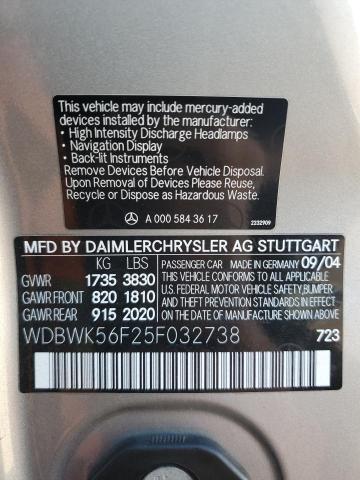 This vehicle may include mercury-added
devices installed by the manufacturer:
• High Intensity Discharge Headlamps
• Navigation Display
• Back-lit Instruments
Remove Devices Before Vehicle Disposal.
Upon Removal of Devices Please Reuse,
Recycle or Dispose as Hazardous Waste.
A 000 584 36 17
2232909
MFD BY DAIMLERCHRYSLER AG STUTTGART
KG LBS PASSENGER CAR MADE IN GERMANY 09/04
GVWR 1735 3830 THIS VEHICLE CONFORMS TO ALL
GAWR FRONT 820 1810 U.S. FEDERAL MOTOR VEHICLE SAFETY,BUMPER
GAWR REAR 915 2020 AND THEFT PREVENTION STANDARDS IN EFFECT ON THE DATE OF MANUFACTURE SHOWN ABOVE.
WDBWK56F25F032738 723